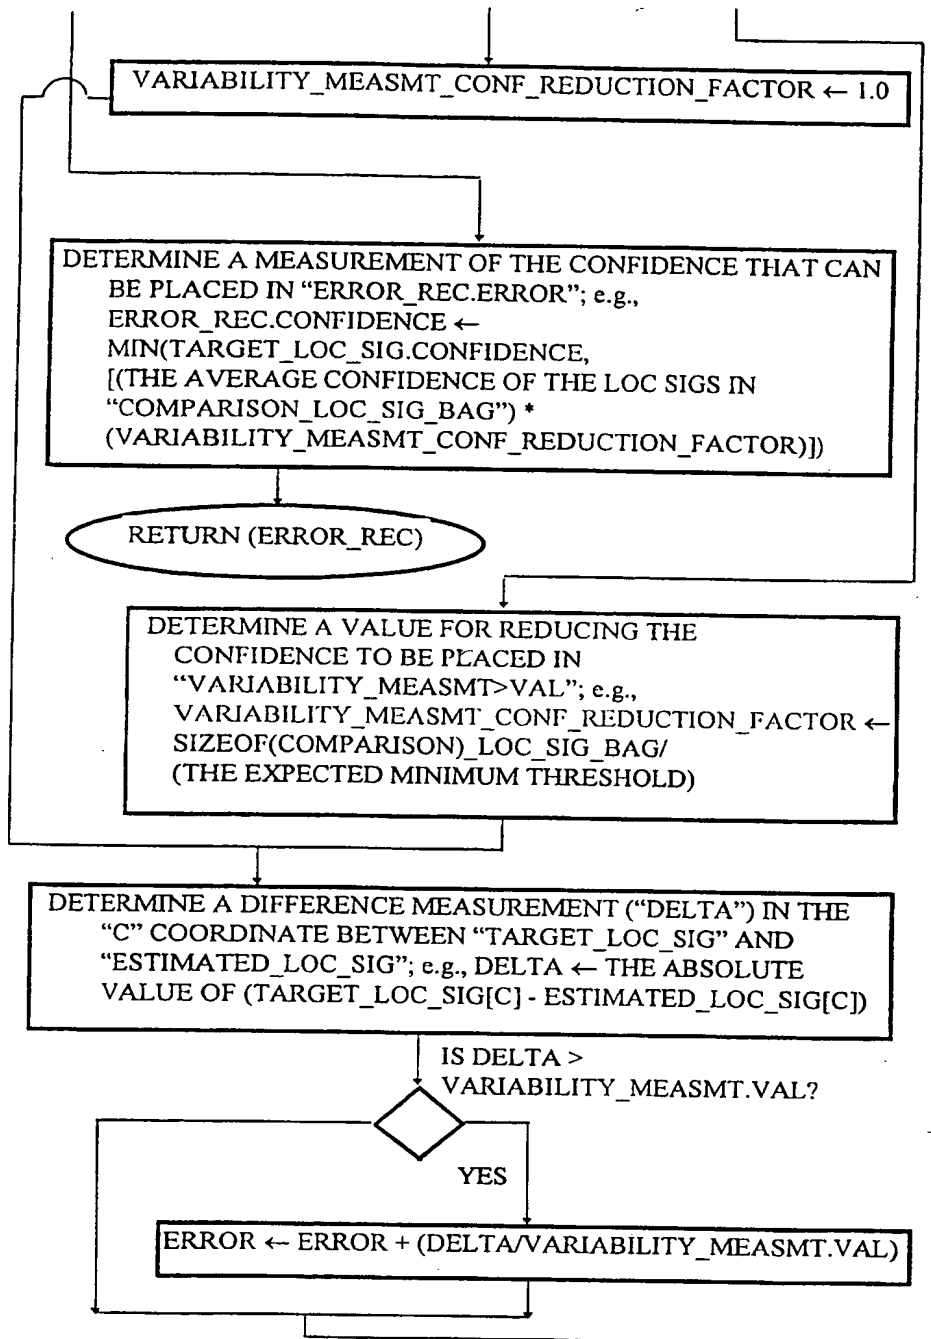 VARIABILITY_MEASMT_CONF_REDUCTION_FACTOR ← 1.0
DETERMINE A MEASUREMENT OF THE CONFIDENCE THAT CAN
BE PLACED IN “ERROR_REC.ERROR”; e.g.,
ERROR_REC.CONFIDENCE ←
MIN(TARGET_LOC_SIG.CONFIDENCE,
[(THE AVERAGE CONFIDENCE OF THE LOC SIGS IN
“COMPARISON_LOC_SIG_BAG”) *
(VARIABILITY_MEASMT_CONF_REDUCTION_FACTOR)])
RETURN (ERROR_REC)
DETERMINE A VALUE FOR REDUCING THE
CONFIDENCE TO BE PLACED IN
“VARIABILITY_MEASMT>VAL”; e.g.,
VARIABILITY_MEASMT_CONF_REDUCTION_FACTOR ←
SIZEOF(COMPARISON)_LOC_SIG_BAG/
(THE EXPECTED MINIMUM THRESHOLD)
DETERMINE A DIFFERENCE MEASUREMENT (“DELTA”) IN THE
“C” COORDINATE BETWEEN “TARGET_LOC_SIG” AND
“ESTIMATED_LOC_SIG”; e.g., DELTA ← THE ABSOLUTE
VALUE OF (TARGET_LOC_SIG[C] - ESTIMATED_LOC_SIG[C])
IS DELTA >
VARIABILITY_MEASMT.VAL?
YES
ERROR ← ERROR + (DELTA/VARIABILITY_MEASMT.VAL)